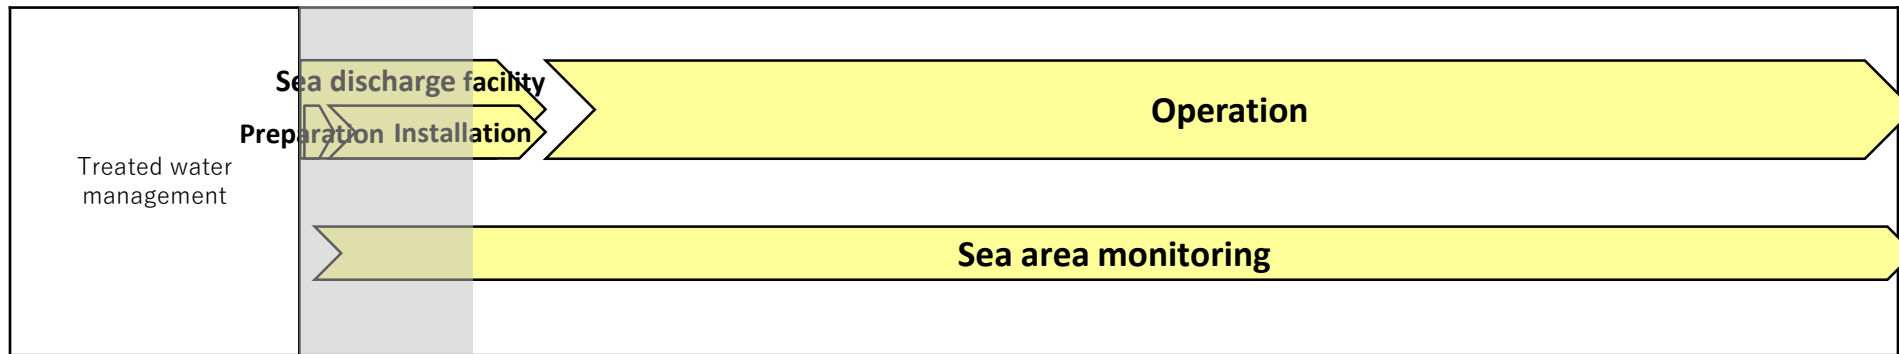 Treated water
management
Sea discharge facility
Preparation
Installation
Operation
Sea area monitoring